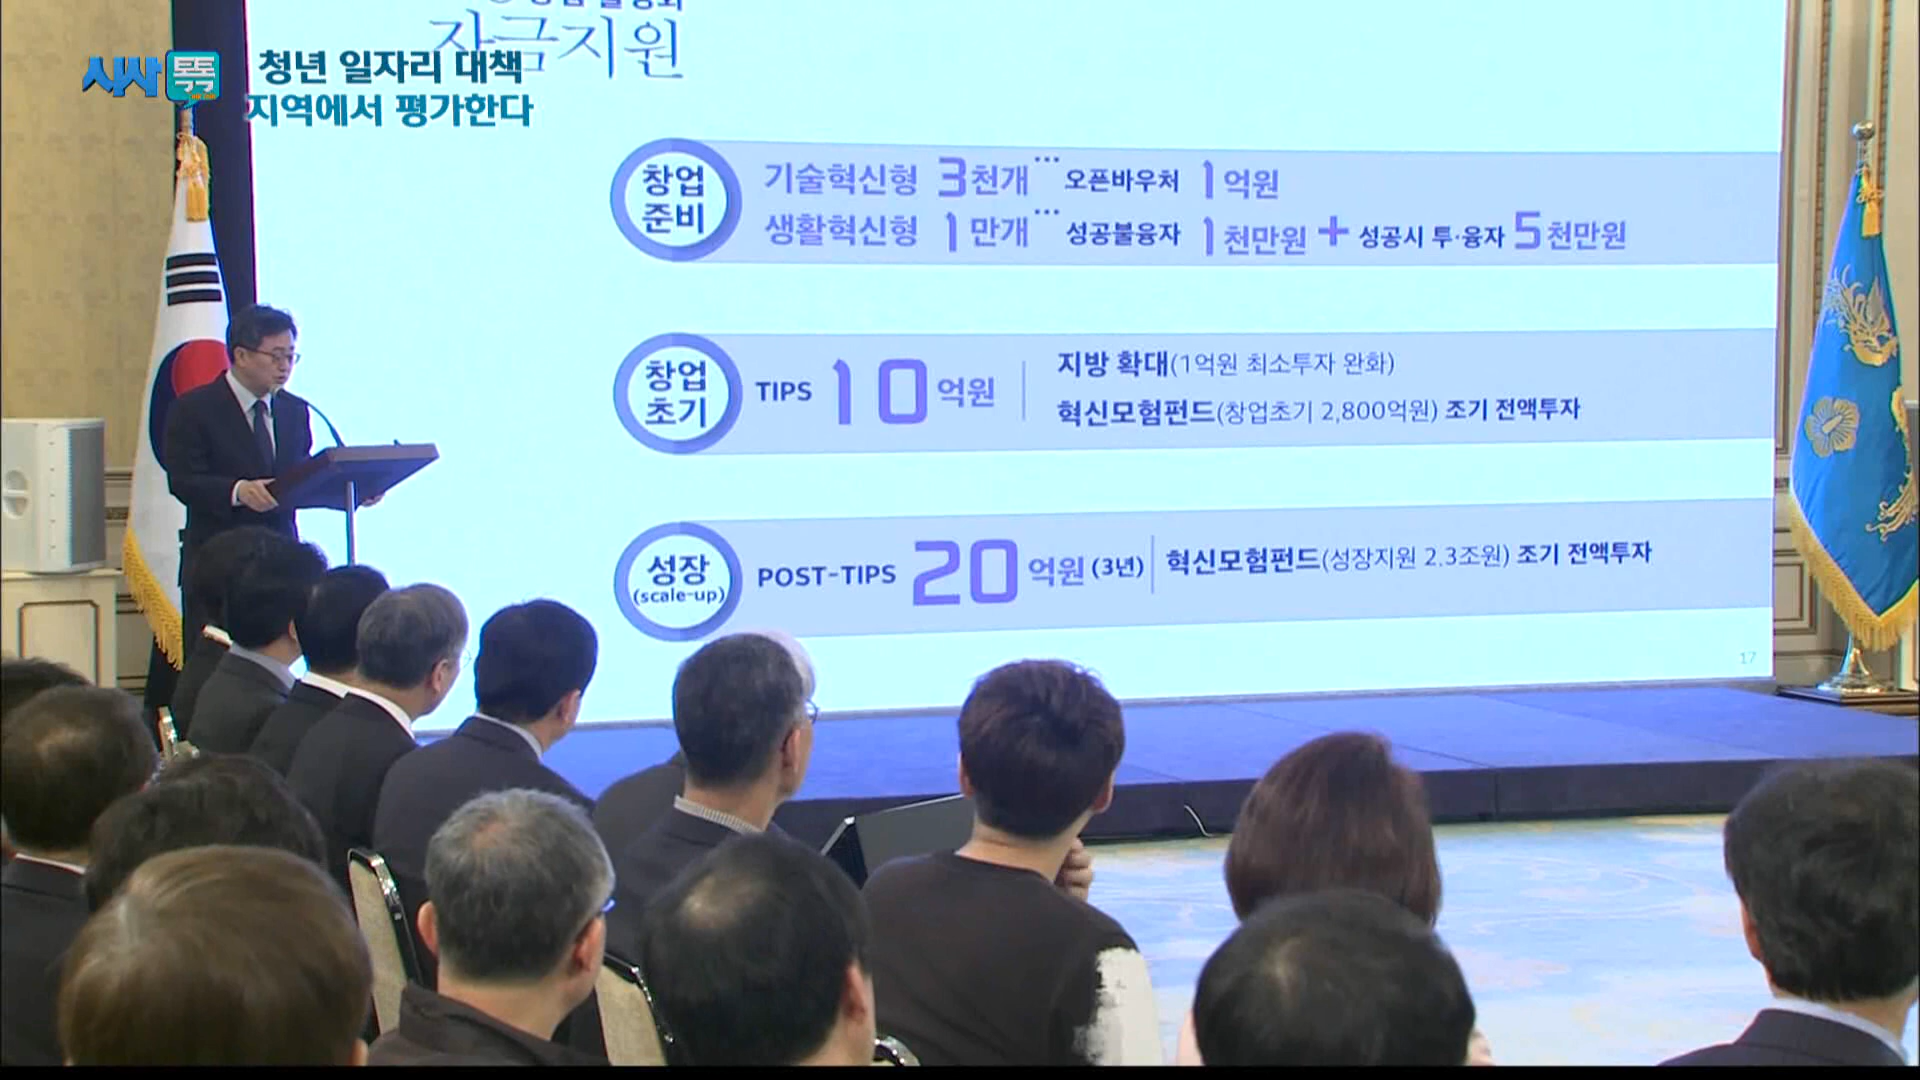 시사톡
청년 일자리 대책
지역에서 평가한다
자금지원
창업
준비
기술혁신형 3천개 … 오픈바우처 1억원
생활혁신형 1만개 … 성공불융자 1천만원 + 성공시 투·융자 5천만원
창업
초기
TIPS 10억원
지방 확대(1억원 최소투자 완화)
혁신모험펀드(창업초기 2,800억원) 조기 전액투자
성장
(scale-up)
POST-TIPS 20억원 (3년)
혁신모험펀드(성장지원 2.3조원) 조기 전액투자
17